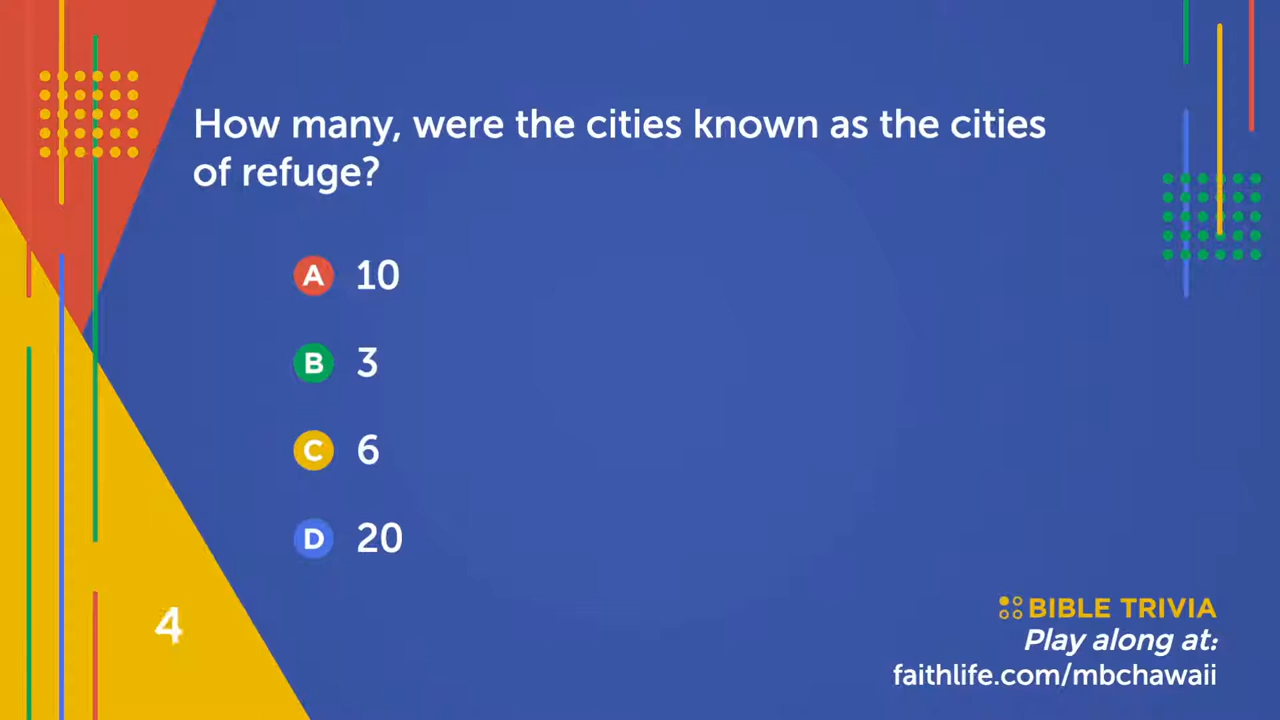 How many, were the cities known as the cities
of refuge?
A 10
B 3
C 6
D 20
4
BIBLE TRIVIA
Play along at:
faithlife.com/mbchawaii